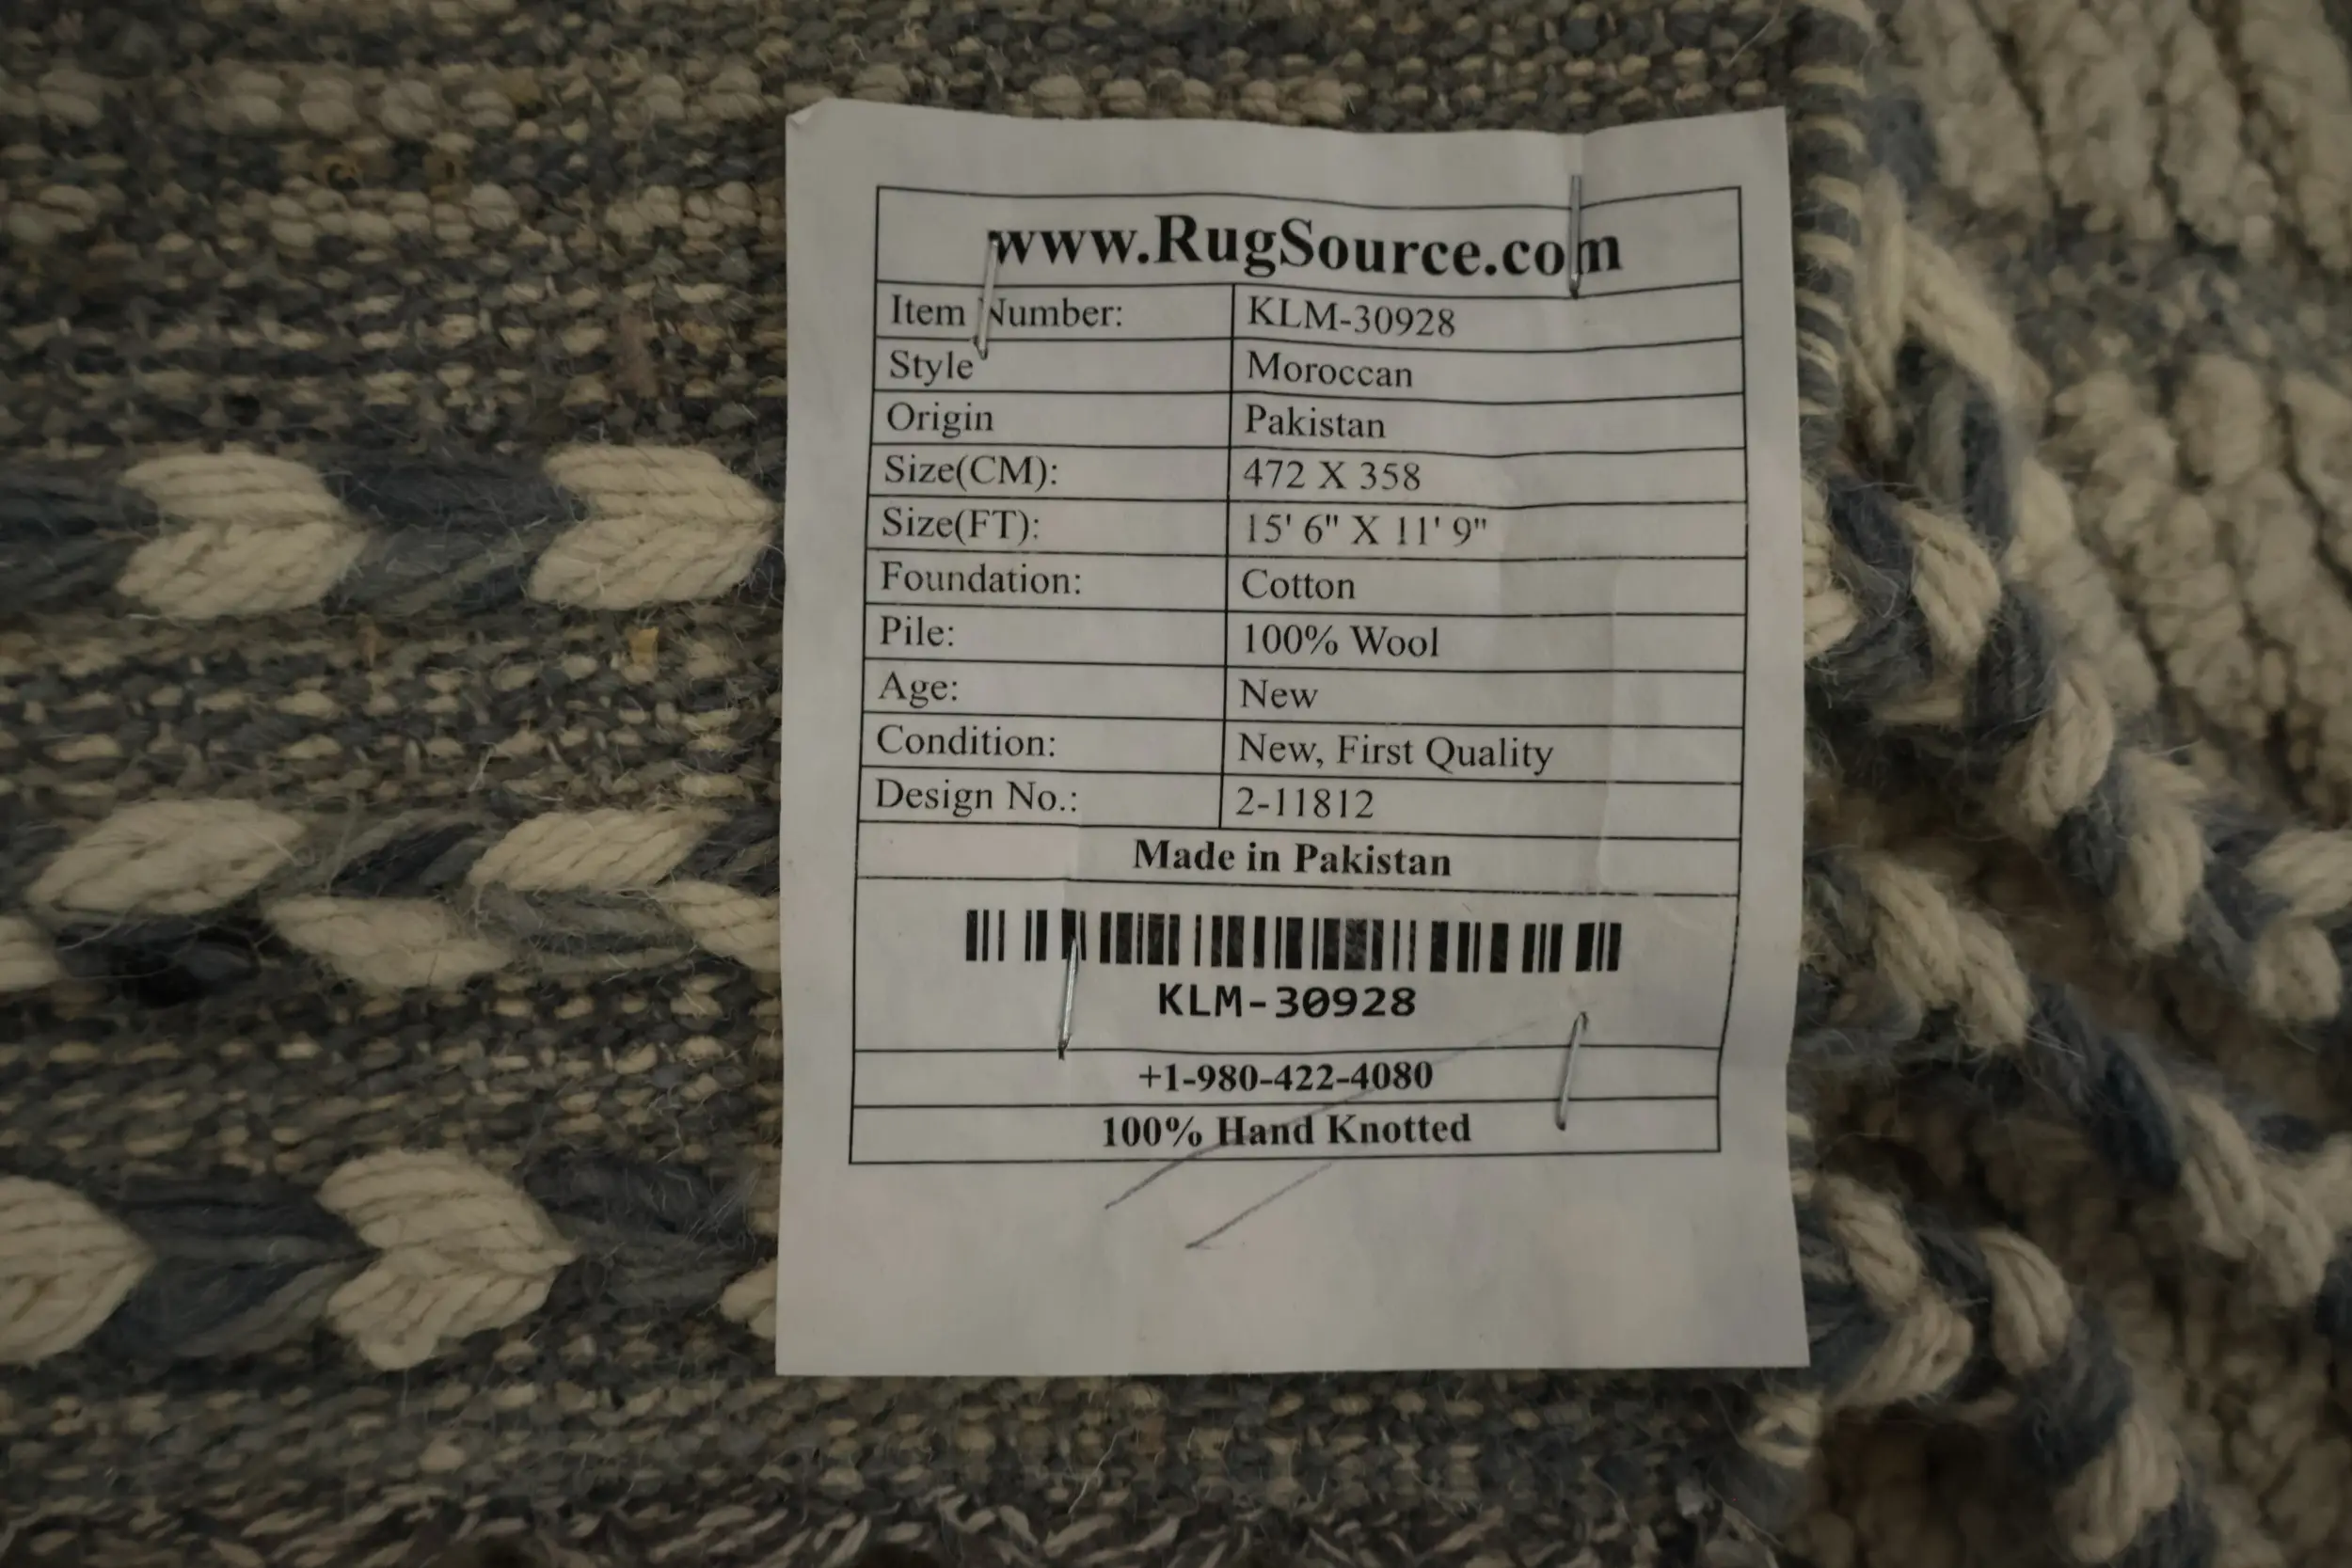 www.RugSource.com
Item Number: KLM-30928
Style Moroccan
Origin Pakistan
Size(CM): 472 X 358
Size(FT): 15' 6" X 11' 9"
Foundation: Cotton
Pile: 100% Wool
Age: New
Condition: New, First Quality
Design No.: 2-11812
Made in Pakistan
KLM-30928
+1-980-422-4080
100% Hand Knotted